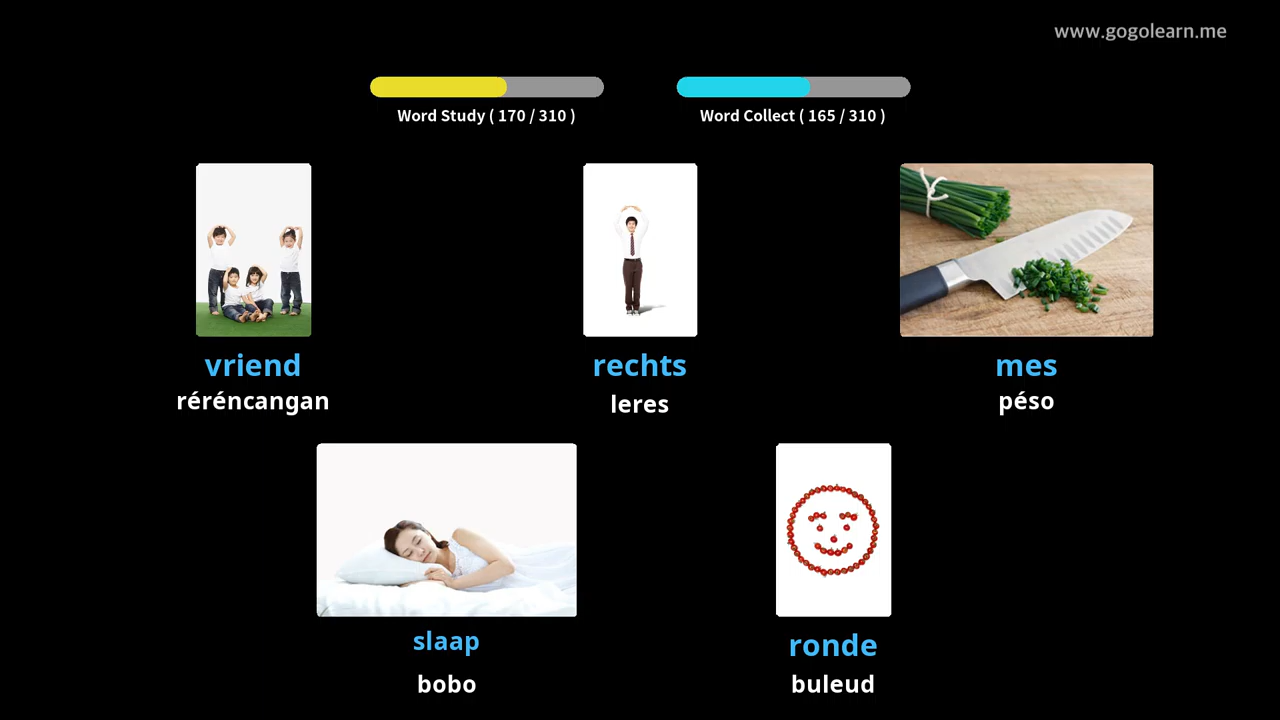 www.gogolearn.me
Word Study ( 170 / 310 )
Word Collect ( 165 / 310 )
vriend
réréncangan
rechts
leres
mes
péso
slaap
bobo
ronde
buleud